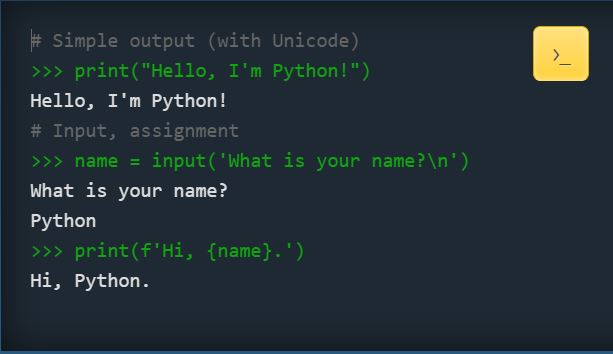 # Simple output (with Unicode)
>>> print("Hello, I'm Python!")
Hello, I'm Python!
# Input, assignment
>>> name = input('What is your name?\n')
What is your name?
Python
>>> print(f'Hi, {name}.')
Hi, Python.
>_